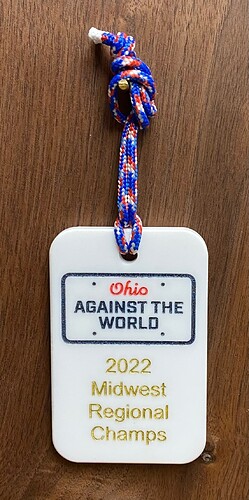 Ohio
AGAINST THE
WORLD
2022
Midwest
Regional
Champs